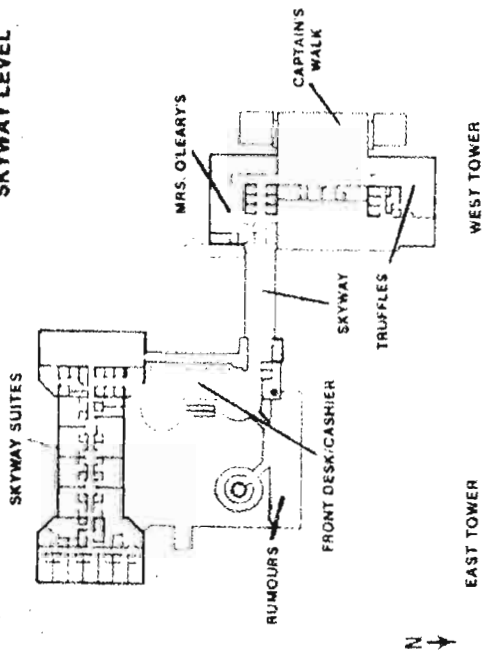 SKYWAY LEVEL
SKYWAY SUITES
MRS. O'LEARY'S
CAPTAIN'S
WALK
SKYWAY
TRUFFLES
FRONT DESK/CASHIER
RUMOURS
EAST TOWER
WEST TOWER
N